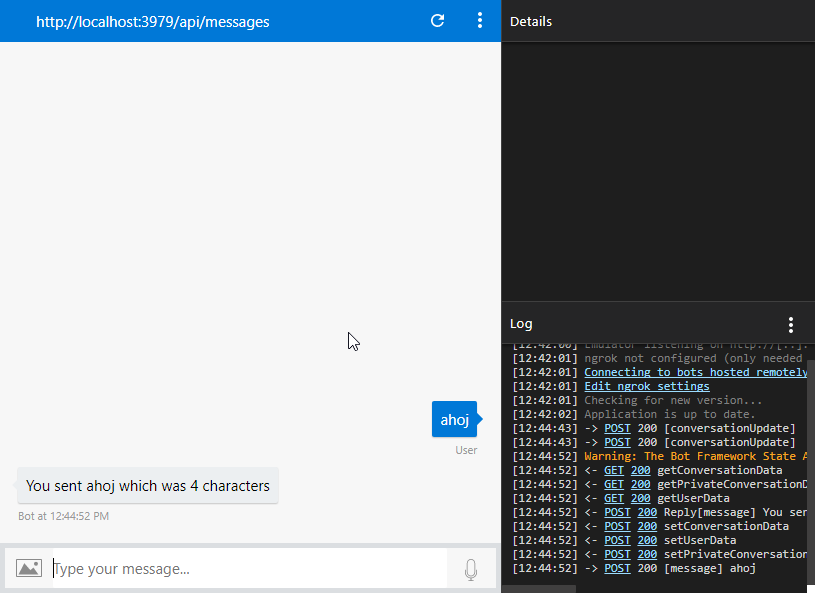 http://localhost:3979/api/messages
Details
ahoj
User
You sent ahoj which was 4 characters
Bot at 12:44:52 PM
Type your message...
Log
[12:42:00] Emulator listening on http://[..].
[12:42:01] ngrok not configured (only needed
[12:42:01] Connecting to bots hosted remotely
[12:42:01] Edit ngrok settings
[12:42:01] Checking for new version...
[12:42:02] Application is up to date.
[12:44:43] -> POST 200 [conversationUpdate]
[12:44:43] -> POST 200 [conversationUpdate]
[12:44:52] Warning: The Bot Framework State A
[12:44:52] <- GET 200 getConversationData
[12:44:52] <- GET 200 getPrivateConversationD
[12:44:52] <- GET 200 getUserData
[12:44:52] <- POST 200 Reply[message] You sen
[12:44:52] <- POST 200 setConversationData
[12:44:52] <- POST 200 setUserData
[12:44:52] <- POST 200 setPrivateConversation
[12:44:52] -> POST 200 [message] ahoj